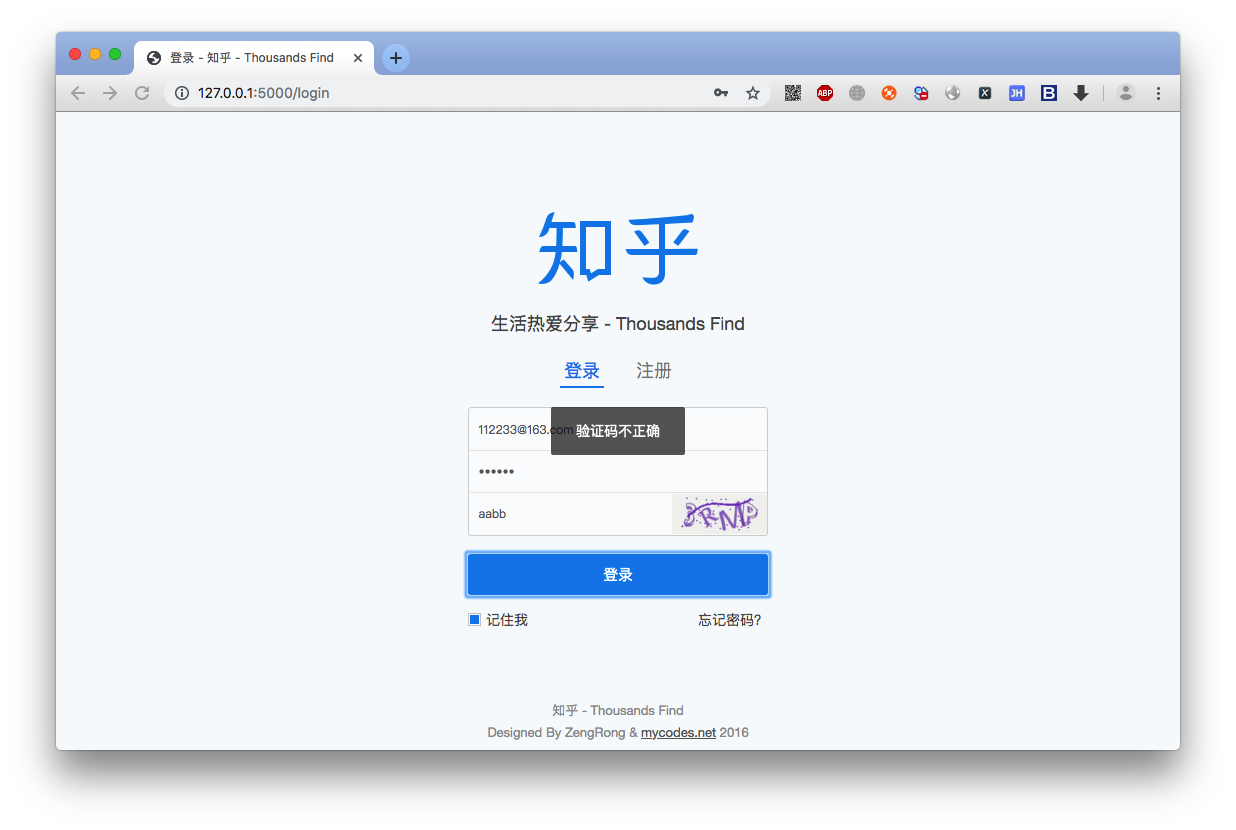 登录 - 知乎 - Thousands Find
127.0.0.1:5000/login
ABP
X
JH
B
知乎
生活热爱分享 - Thousands Find
登录 注册
112233@163.com
验证码不正确
••••••
aabb
3RMP
登录
记住我 忘记密码?
知乎 - Thousands Find
Designed By ZengRong & mycodes.net 2016